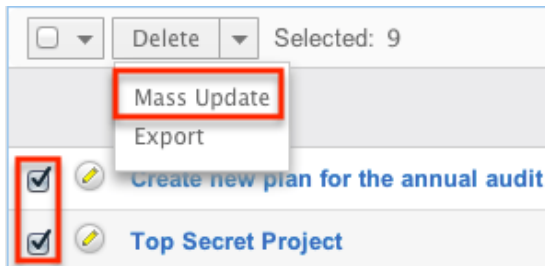 Delete Selected: 9
Mass Update
Export
Create new plan for the annual audit
Top Secret Project